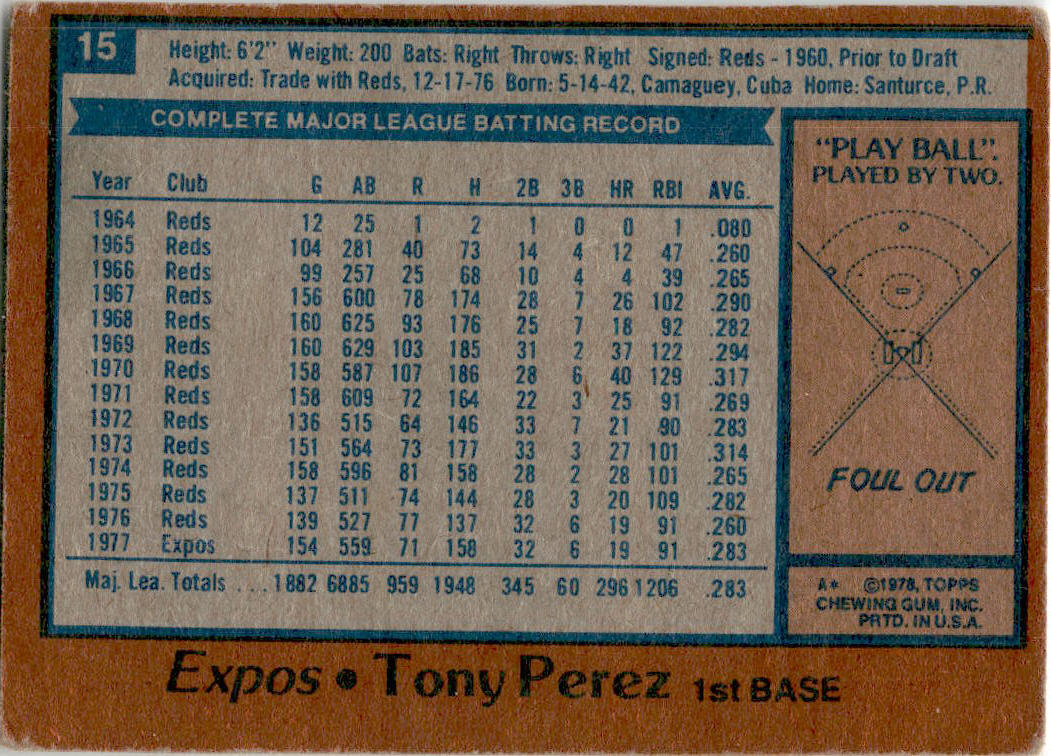 15
Height: 6'2" Weight: 200 Bats: Right Throws: Right Signed: Reds - 1960, Prior to Draft
Acquired: Trade with Reds, 12-17-76 Born: 5-14-42, Camaguey, Cuba Home: Santurce, P.R.
COMPLETE MAJOR LEAGUE BATTING RECORD
Year Club G AB R H 2B 3B HR RBI AVG.
1964 Reds 12 25 1 2 1 0 0 1 .080
1965 Reds 104 281 40 73 14 4 12 47 .260
1966 Reds 99 257 25 68 10 4 4 39 .265
1967 Reds 156 600 78 174 28 7 26 102 .290
1968 Reds 160 625 93 176 25 7 18 92 .282
1969 Reds 160 629 103 185 31 2 37 122 .294
1970 Reds 158 587 107 186 28 6 40 129 .317
1971 Reds 158 609 72 164 22 3 25 91 .269
1972 Reds 136 515 64 146 33 7 21 90 .283
1973 Reds 151 564 73 177 33 3 27 101 .314
1974 Reds 158 596 81 158 28 2 28 101 .265
1975 Reds 137 511 74 144 28 3 20 109 .282
1976 Reds 139 527 77 137 32 6 19 91 .260
1977 Expos 154 559 71 158 32 6 19 91 .283
Maj. Lea. Totals ... 1882 6885 959 1948 345 60 296 1206 .283
"PLAY BALL".
PLAYED BY TWO.
FOUL OUT
A* ©1978, TOPPS
CHEWING GUM, INC.
PRTD. IN U.S.A.
Expos • Tony Perez 1st BASE